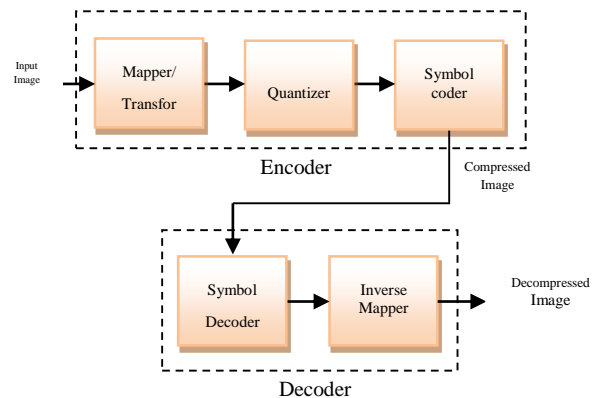 Input
Image
Mapper/
Transfor
Quantizer
Symbol
coder
Encoder
Compressed
Image
Symbol
Decoder
Inverse
Mapper
Decompressed
Image
Decoder